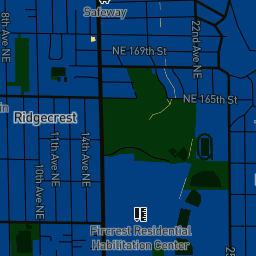 Safeway
8th Ave NE
NE 169th St
22nd Ave NE
NE 165th St
Ridgecrest
11th Ave NE
14th Ave NE
10th Ave NE
Fircrest Residential
Habilitation Center